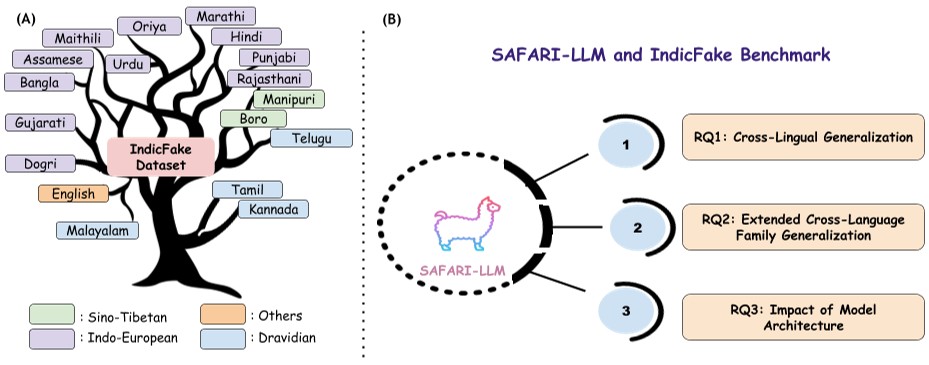 (A)
Marathi
Oriya
Maithili
Hindi
Assamese
Urdu
Punjabi
Bangla
Rajasthani
Manipuri
Boro
Gujarati
Telugu
IndicFake
Dataset
Dogri
English
Tamil
Kannada
Malayalam
: Sino-Tibetan
: Others
: Indo-European
: Dravidian
(B)
SAFARI-LLM and IndicFake Benchmark
SAFARI-LLM
1
RQ1: Cross-Lingual Generalization
2
RQ2: Extended Cross-Language
Family Generalization
3
RQ3: Impact of Model
Architecture